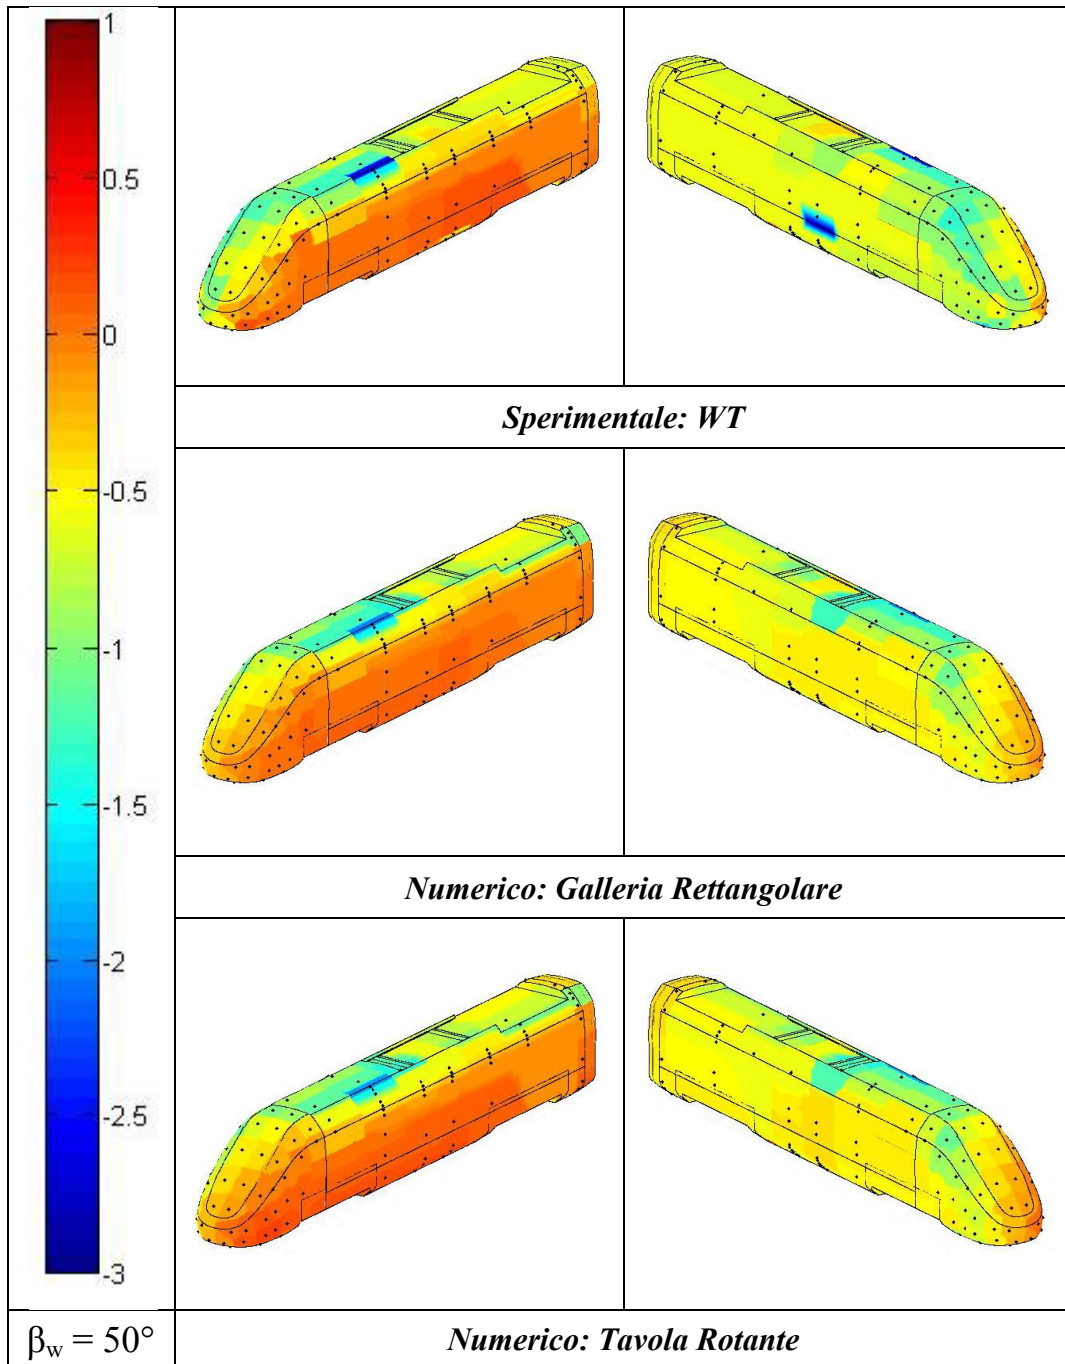 1
0.5
0
-0.5
-1
-1.5
-2
-2.5
-3
Sperimentale: WT
Numerico: Galleria Rettangolare
βw = 50°
Numerico: Tavola Rotante